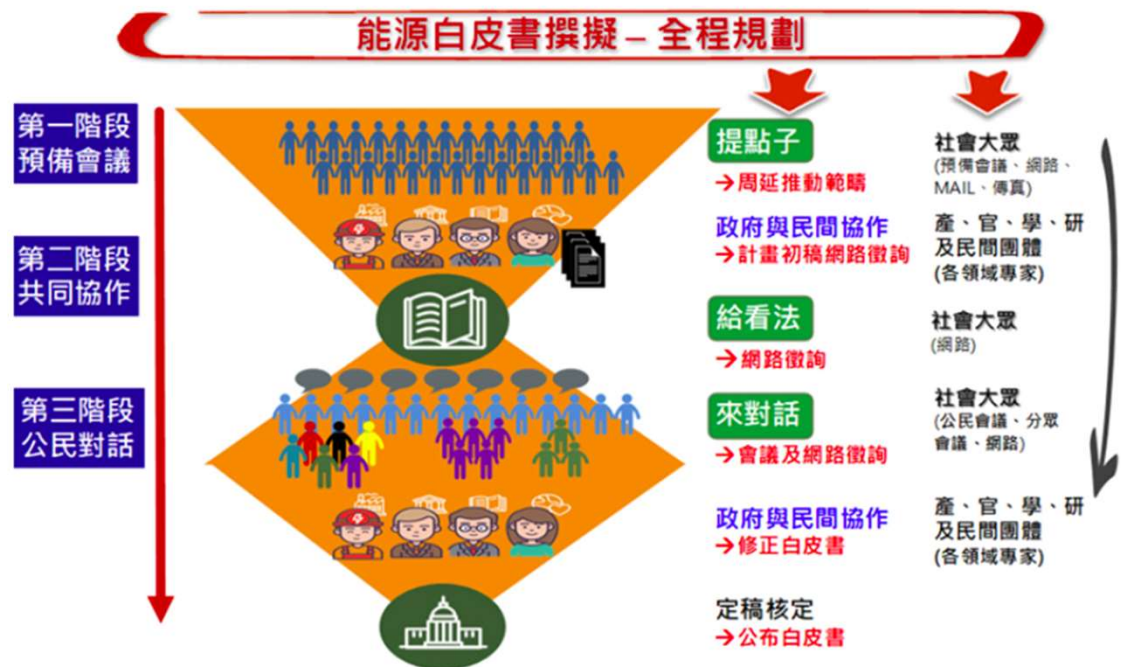 能源白皮書撰擬 – 全程規劃
第一階段
預備會議
提點子
→周延推動範疇
社會大眾
(預備會議、網路、
MAIL、傳真)
第二階段
共同協作
政府與民間協作
→計畫初稿網路徵詢
產、官、學、研
及民間團體
(各領域專家)
給看法
→網路徵詢
社會大眾
(網路)
第三階段
公民對話
來對話
→會議及網路徵詢
社會大眾
(公民會議、分眾
會議、網路)
政府與民間協作
→修正白皮書
產、官、學、研
及民間團體
(各領域專家)
定稿核定
→公布白皮書